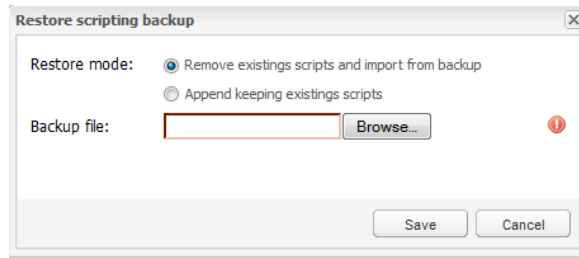 Restore scripting backup
Restore mode: Remove existings scripts and import from backup
Append keeping existings scripts
Backup file: Browse...
Save Cancel